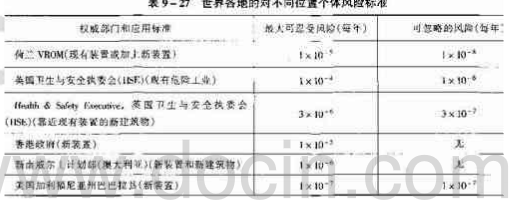 表9-27 世界各地的对不同位置个体风险标准
权威部门和应用标准 最大可忍受风险(每年) 可忽略的风险(每年)
荷兰VROM(现有装置或加上新装置) 1×10⁻⁵ 1×10⁻⁸
英国卫生与安全执委会(HSE)(现有危险工业) 1×10⁻⁴ 1×10⁻⁶
Health & Safety Executive, 英国卫生与安全执委会
(HSE)(靠近现有装置的新建筑物) 3×10⁻⁶ 3×10⁻⁷
香港政府(新装置) 1×10⁻⁵ 无
新南威尔士计划部(澳大利亚)(新装置和新建筑物) 1×10⁻⁶ 无
美国加利福尼亚州巴巴拉县(新装置) 1×10⁻⁷ 1×10⁻⁷
www.docin.com